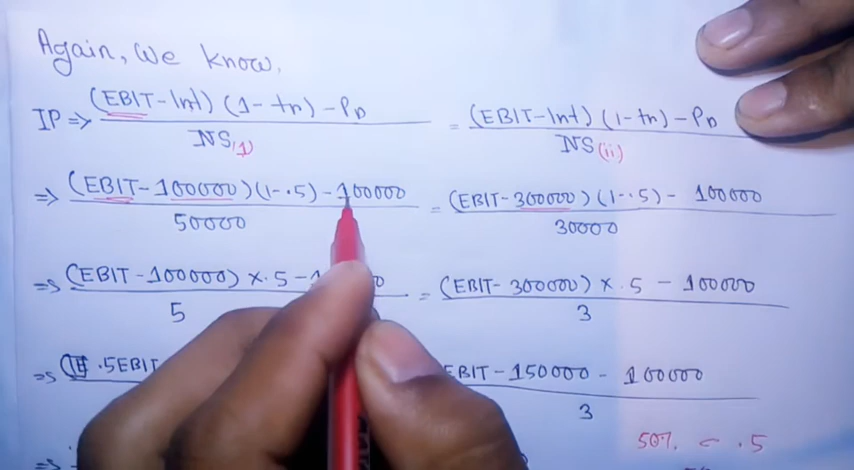 Again, We know,
IP => (EBIT-Int) (1-tr) - PD / NS(1) = (EBIT-Int) (1-tr) - PD / NS(ii)
=> (EBIT-100000)(1-.5) - 100000 / 50000 = (EBIT-300000)(1-.5) - 100000 / 30000
=> (EBIT-100000) x .5 - 1 0 / 5 = (EBIT-300000) x .5 - 100000 / 3
=> .5EBIT EBIT - 150000 - 100000 / 3
50% .5
=>